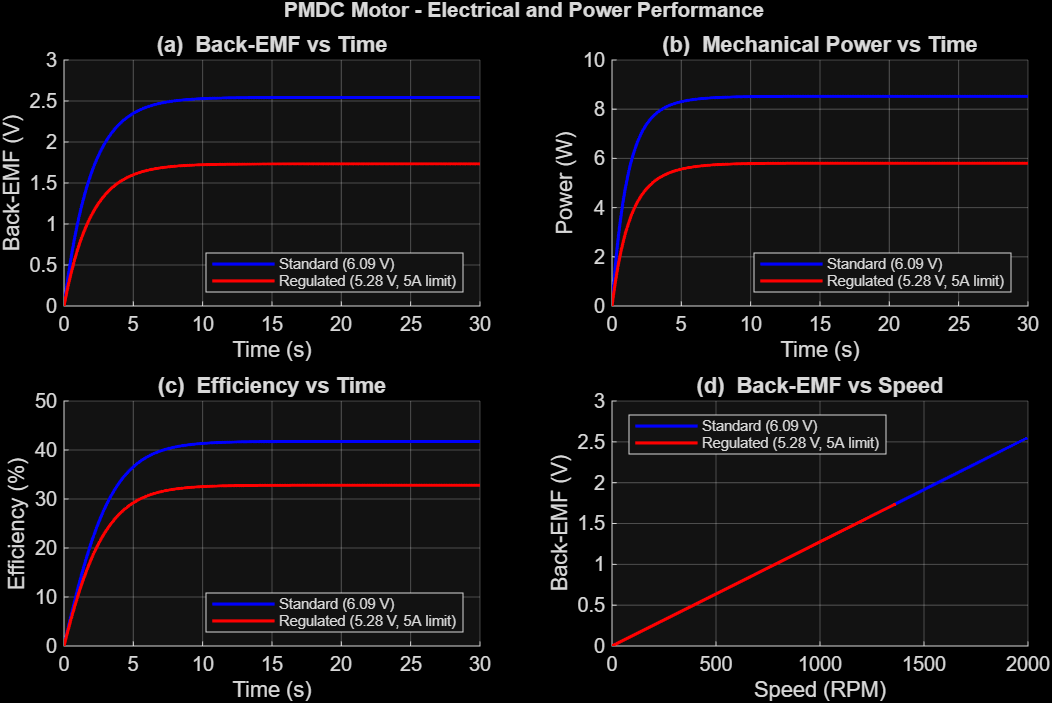 PMDC Motor - Electrical and Power Performance
(a) Back-EMF vs Time
3
2.5
2
1.5
1
0.5
0
Back-EMF (V)
Standard (6.09 V)
Regulated (5.28 V, 5A limit)
0 5 10 15 20 25 30
Time (s)
(b) Mechanical Power vs Time
10
8
6
4
2
0
Power (W)
Standard (6.09 V)
Regulated (5.28 V, 5A limit)
0 5 10 15 20 25 30
Time (s)
(c) Efficiency vs Time
50
40
30
20
10
0
Efficiency (%)
Standard (6.09 V)
Regulated (5.28 V, 5A limit)
0 5 10 15 20 25 30
Time (s)
(d) Back-EMF vs Speed
3
2.5
2
1.5
1
0.5
0
Back-EMF (V)
Standard (6.09 V)
Regulated (5.28 V, 5A limit)
0 500 1000 1500 2000
Speed (RPM)